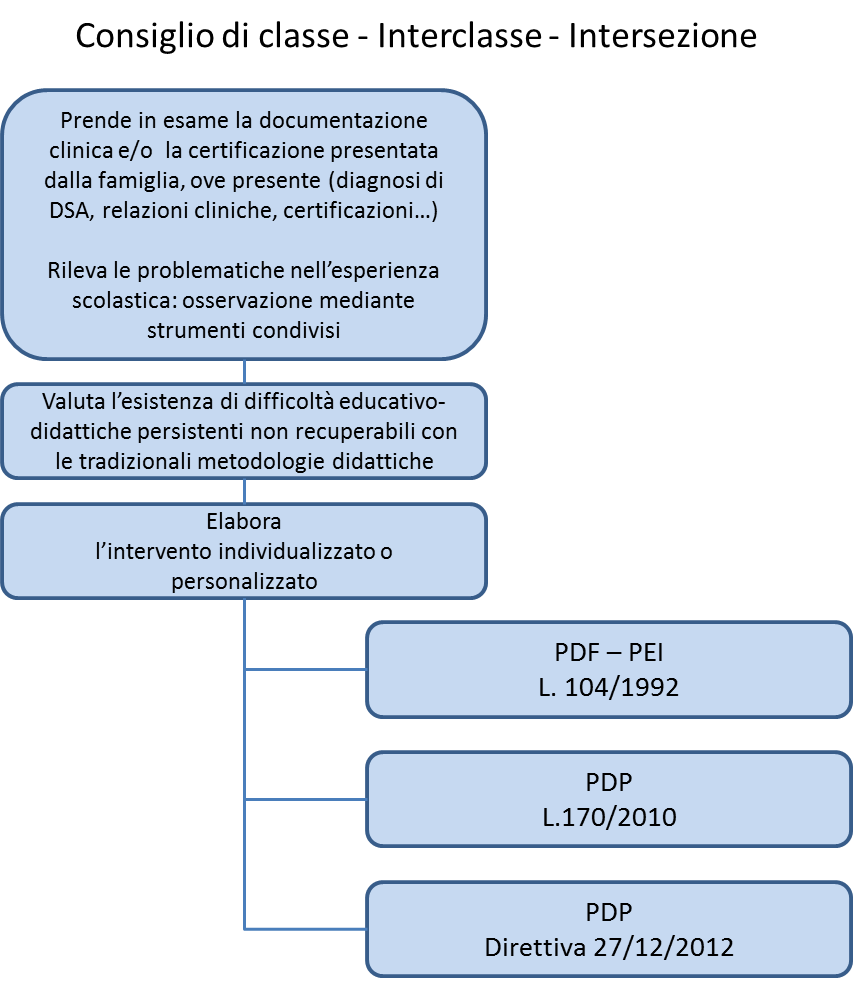 Consiglio di classe - Interclasse - Intersezione
Prende in esame la documentazione
clinica e/o la certificazione presentata
dalla famiglia, ove presente (diagnosi di
DSA, relazioni cliniche, certificazioni…)
Rileva le problematiche nell’esperienza
scolastica: osservazione mediante
strumenti condivisi
Valuta l’esistenza di difficoltà educativo-
didattiche persistenti non recuperabili con
le tradizionali metodologie didattiche
Elabora
l’intervento individualizzato o
personalizzato
PDF – PEI
L. 104/1992
PDP
L.170/2010
PDP
Direttiva 27/12/2012